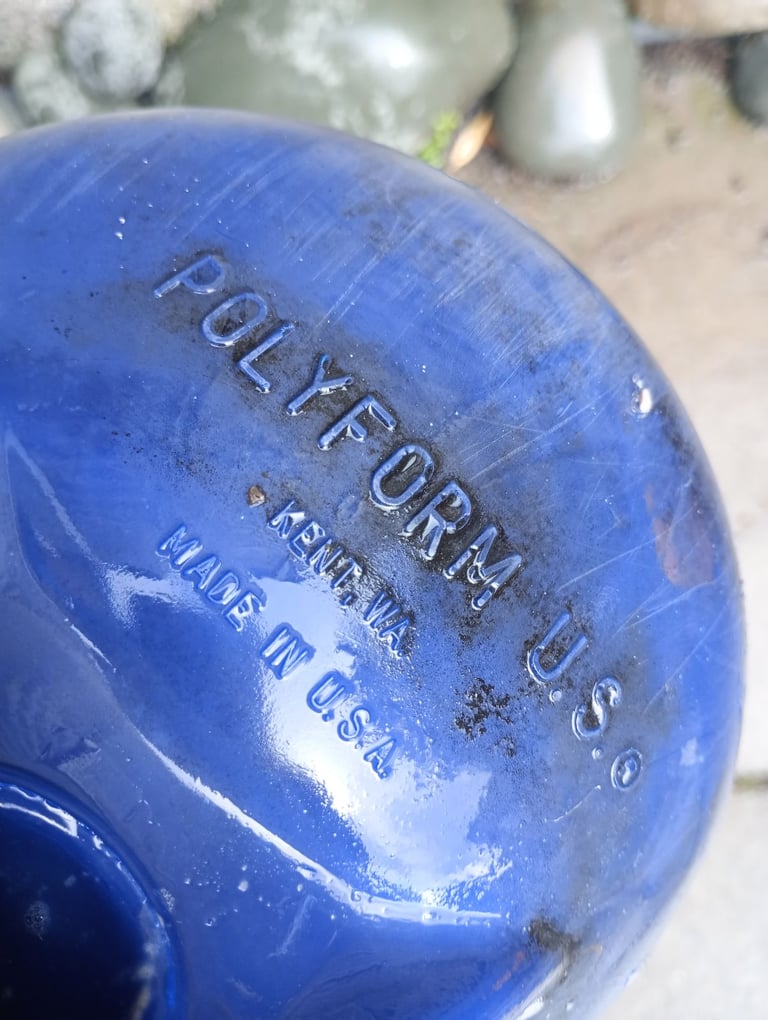 POLYFORM U.S.®
KENT, WA.
MADE IN U.S.A.